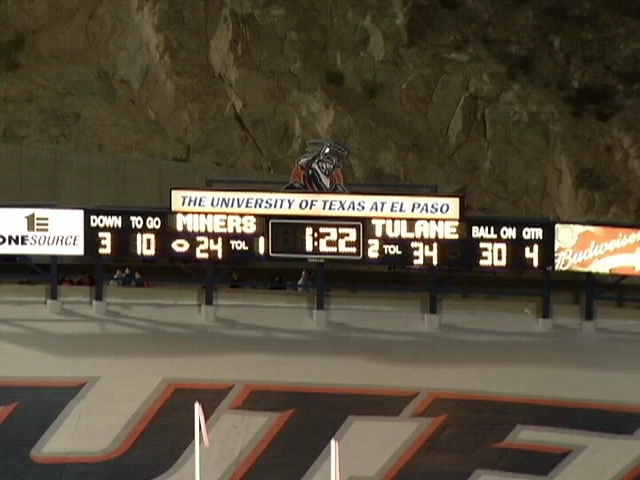 THE UNIVERSITY OF TEXAS AT EL PASO
ONESOURCE
DOWN TO GO MINERS 1:22 TULANE BALL ON QTR
3 10 24 TOL 1 2 TOL 34 30 4
Budweiser
UTE